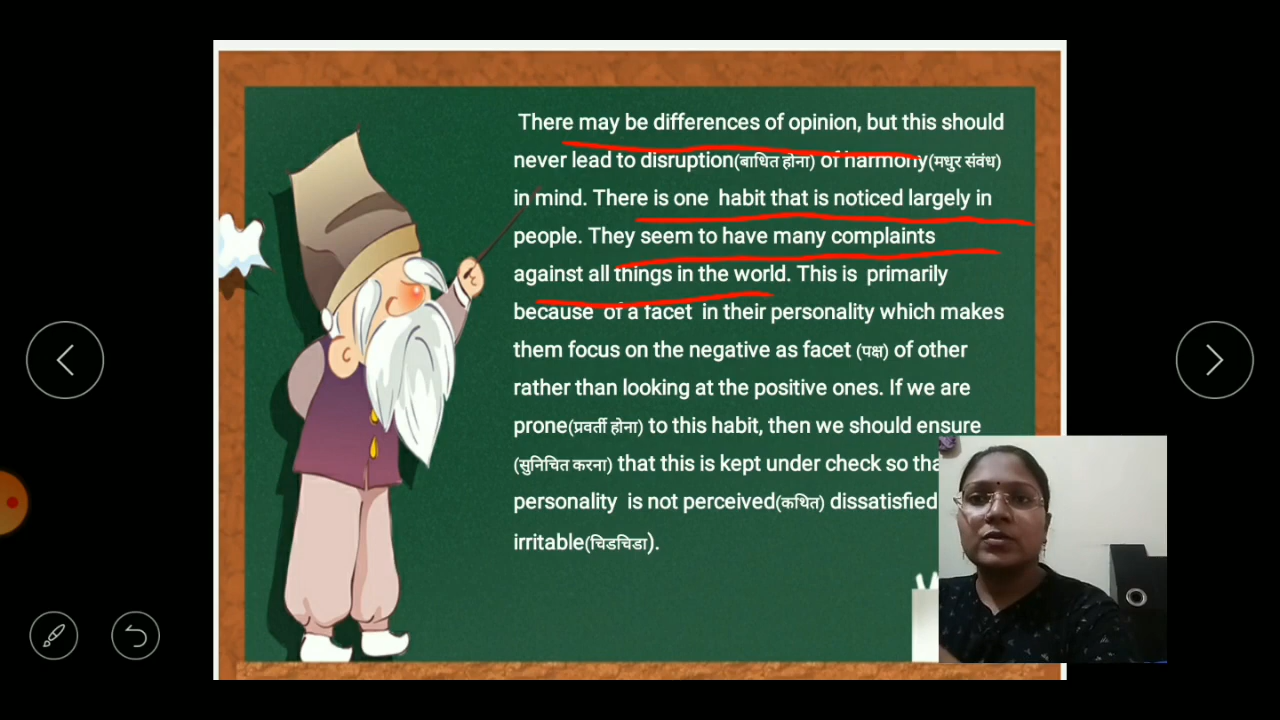 There may be differences of opinion, but this should
never lead to disruption(बाधित होना) of harmony(मधुर संवंध)
in mind. There is one habit that is noticed largely in
people. They seem to have many complaints
against all things in the world. This is primarily
because of a facet in their personality which makes
them focus on the negative as facet (पक्ष) of other
rather than looking at the positive ones. If we are
prone(प्रवर्ती होना) to this habit, then we should ensure
(सुनिचित करना) that this is kept under check so
personality is not perceived(कथित) dissatisfied
irritable(चिडचिडा).